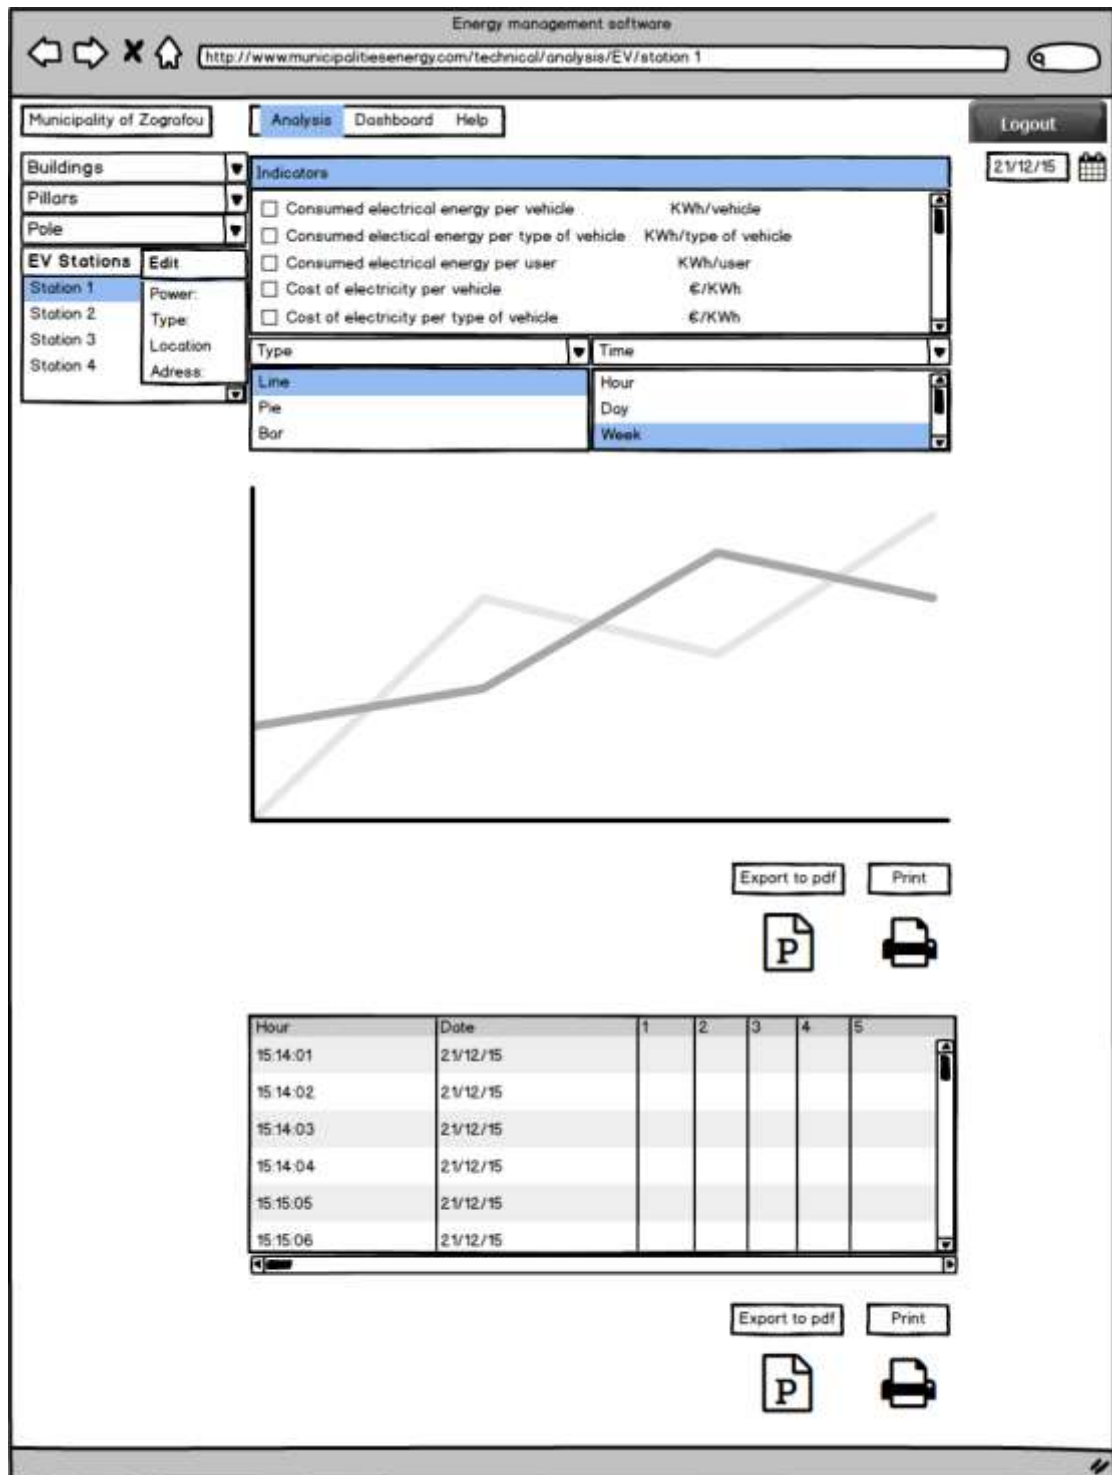 Energy management software
http://www.municipalitiesenergy.com/technical/analysis/EV/station 1
Municipality of Zografou
Analysis Dashboard Help
Logout
21/12/15
Buildings
Pillars
Pole
EV Stations
Station 1
Station 2
Station 3
Station 4
Edit
Power:
Type:
Location
Adress:
Indicators
Consumed electrical energy per vehicle KWh/vehicle
Consumed electical energy per type of vehicle KWh/type of vehicle
Consumed electrical energy per user KWh/user
Cost of electricity per vehicle €/KWh
Cost of electricity per type of vehicle €/KWh
Type
Line
Pie
Bar
Time
Hour
Day
Week
Export to pdf Print
P
Hour Date 1 2 3 4 5
15:14:01 21/12/15
15:14:02 21/12/15
15:14:03 21/12/15
15:14:04 21/12/15
15:15:05 21/12/15
15:15:06 21/12/15
Export to pdf Print
P